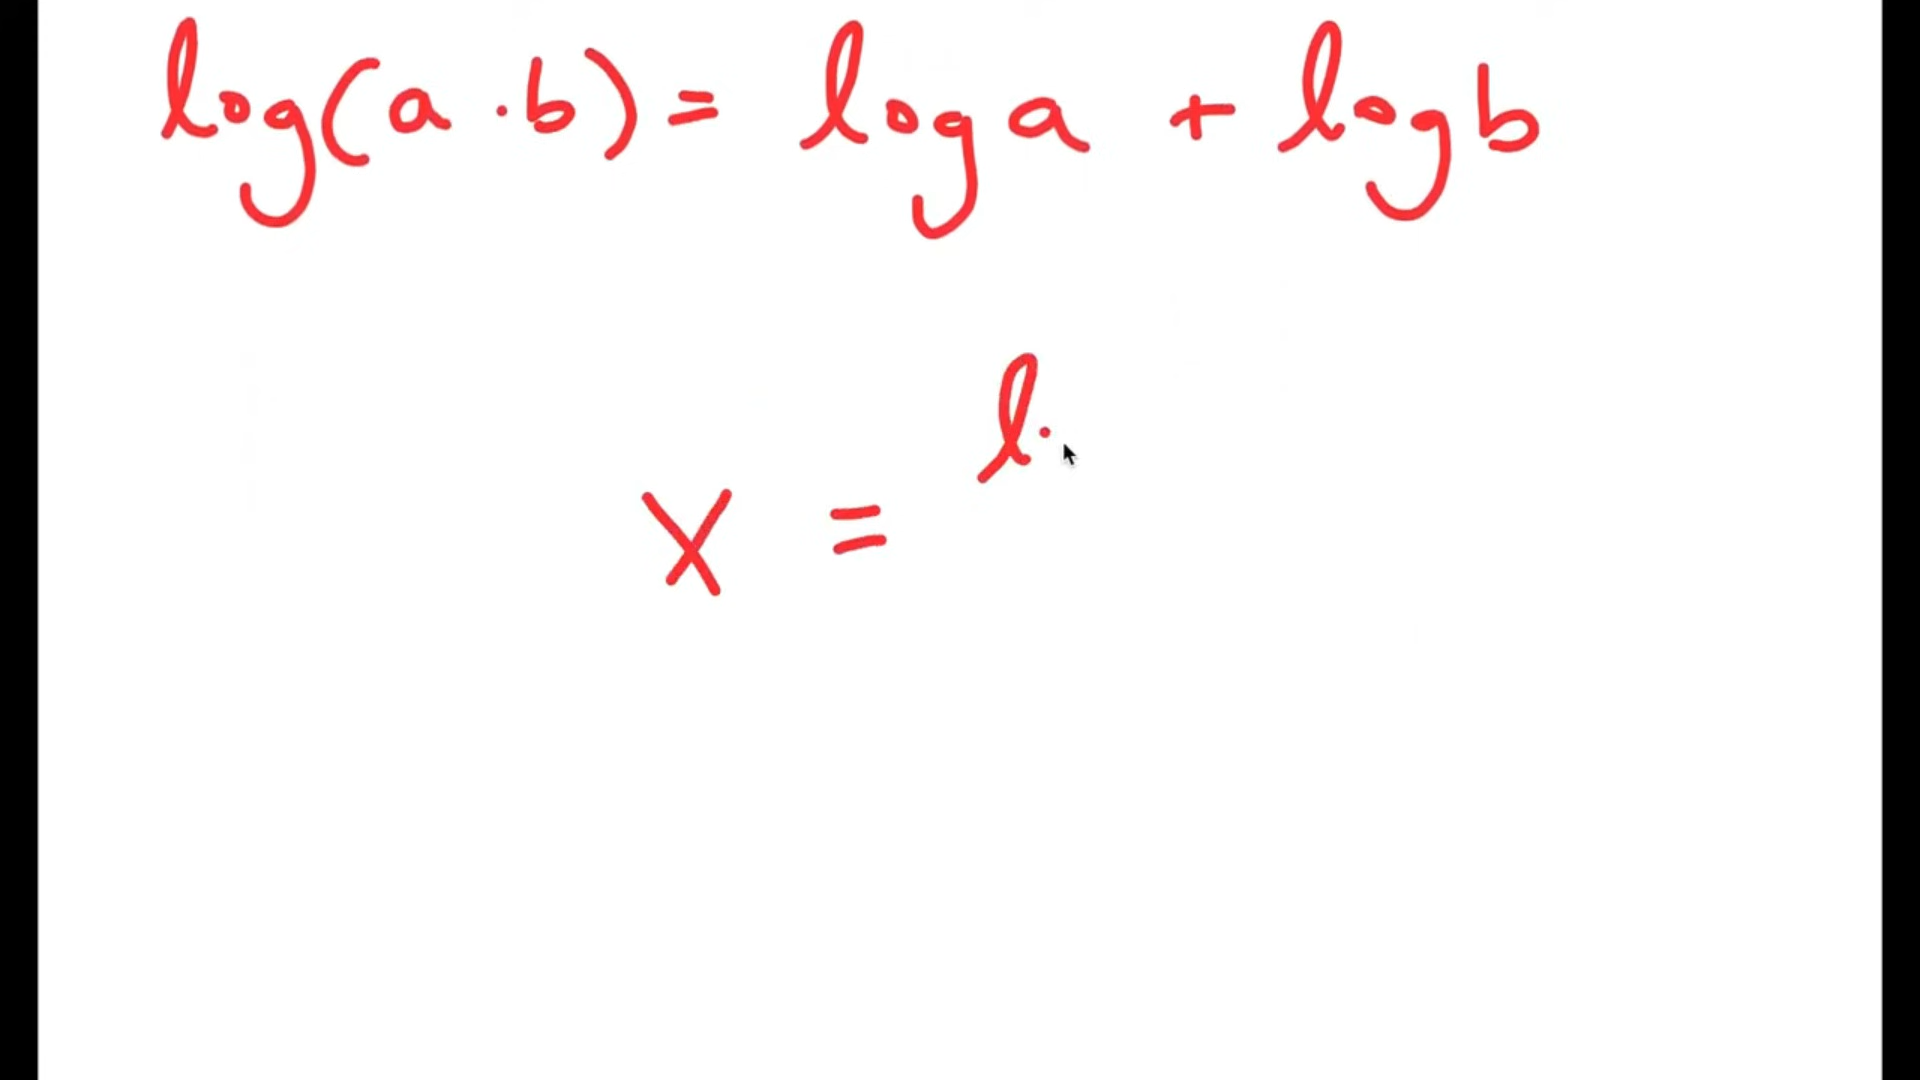 log(a · b) = log a + log b
x = l